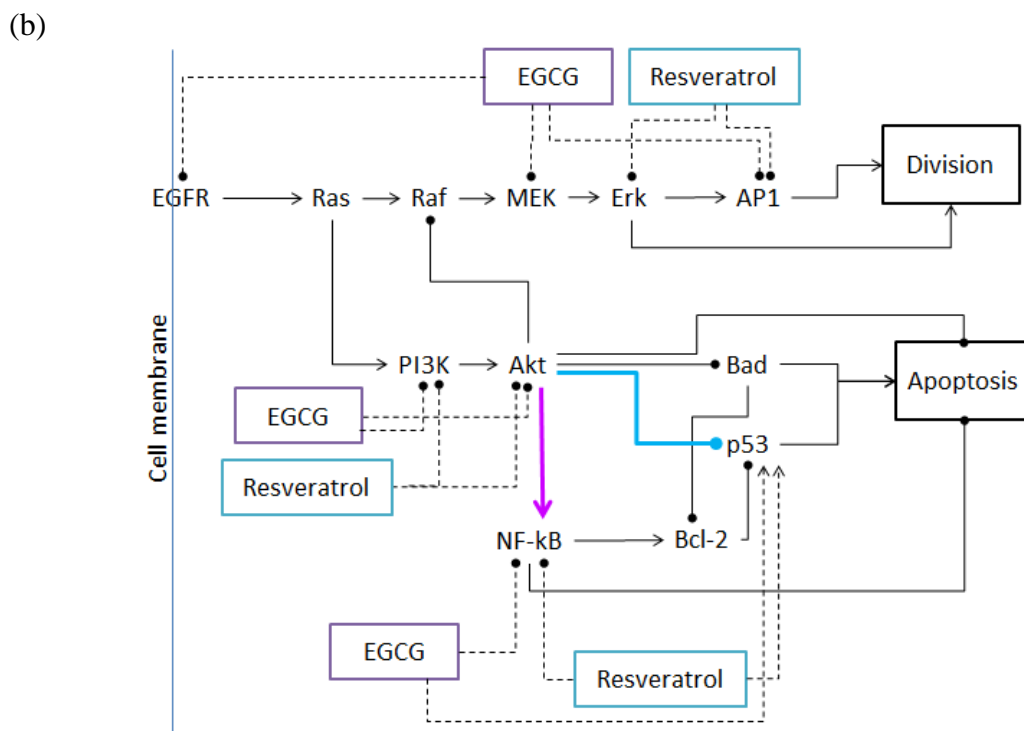 (b)
EGCG
Resveratrol
Division
EGFR
Ras
Raf
MEK
Erk
AP1
Cell membrane
PI3K
Akt
Bad
Apoptosis
EGCG
p53
Resveratrol
NF-kB
Bcl-2
EGCG
Resveratrol